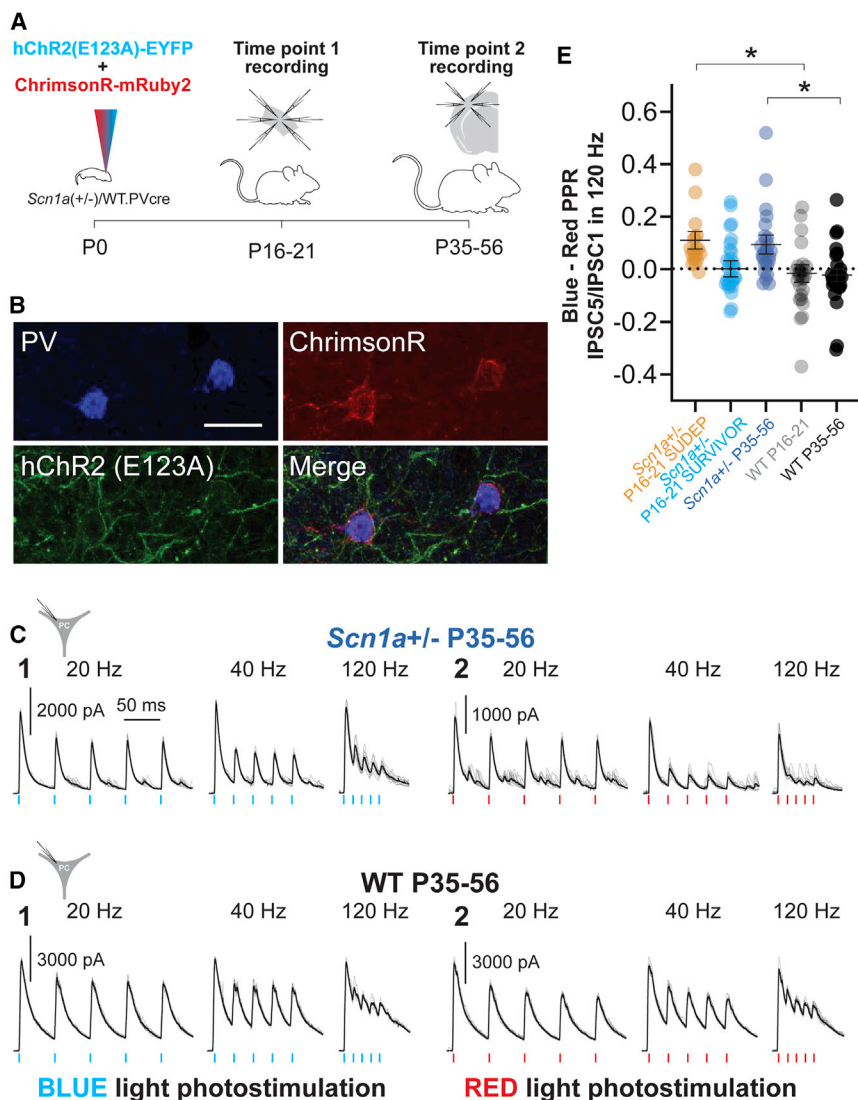 A
hChR2(E123A)-EYFP
+
ChrimsonR-mRuby2
Time point 1
recording
Time point 2
recording
Scn1a(+/-)/WT.PVcre
P0
P16-21
P35-56
B
PV
ChrimsonR
hChR2 (E123A)
Merge
E
*
*
Blue - Red PPR
IPSC5/IPSC1 in 120 Hz
0.6
0.4
0.2
0.0
-0.2
-0.4
Scn1a+/-
P16-21 SUDEP
Scn1a+/-
P16-21 SURVIVOR
Scn1a+/- P35-56
WT P16-21
WT P35-56
C
PC
Scn1a+/- P35-56
1 20 Hz 40 Hz 120 Hz 2 20 Hz 40 Hz 120 Hz
2000 pA
50 ms
1000 pA
D
PC
WT P35-56
1 20 Hz 40 Hz 120 Hz 2 20 Hz 40 Hz 120 Hz
3000 pA
3000 pA
BLUE light photostimulation
RED light photostimulation